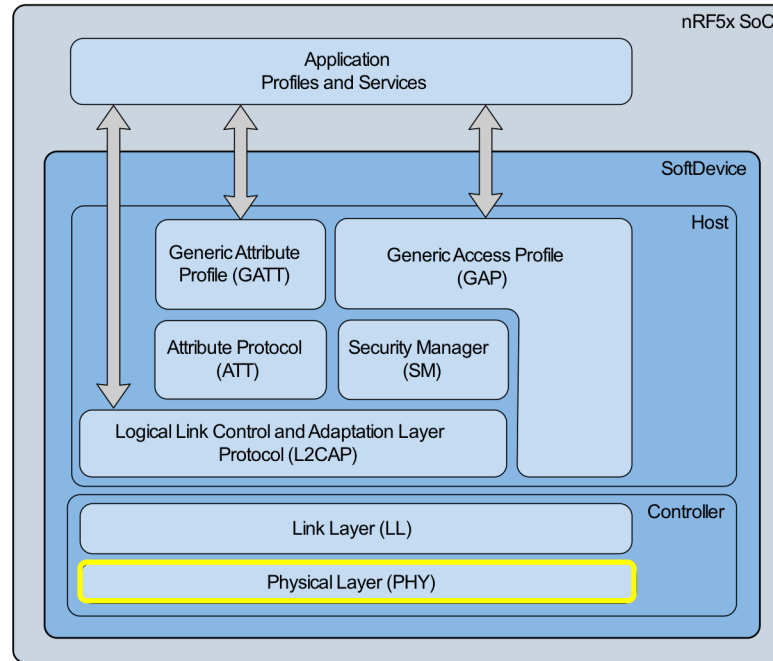 nRF5x SoC
Application
Profiles and Services
SoftDevice
Host
Generic Attribute
Profile (GATT)
Generic Access Profile
(GAP)
Attribute Protocol
(ATT)
Security Manager
(SM)
Logical Link Control and Adaptation Layer
Protocol (L2CAP)
Controller
Link Layer (LL)
Physical Layer (PHY)